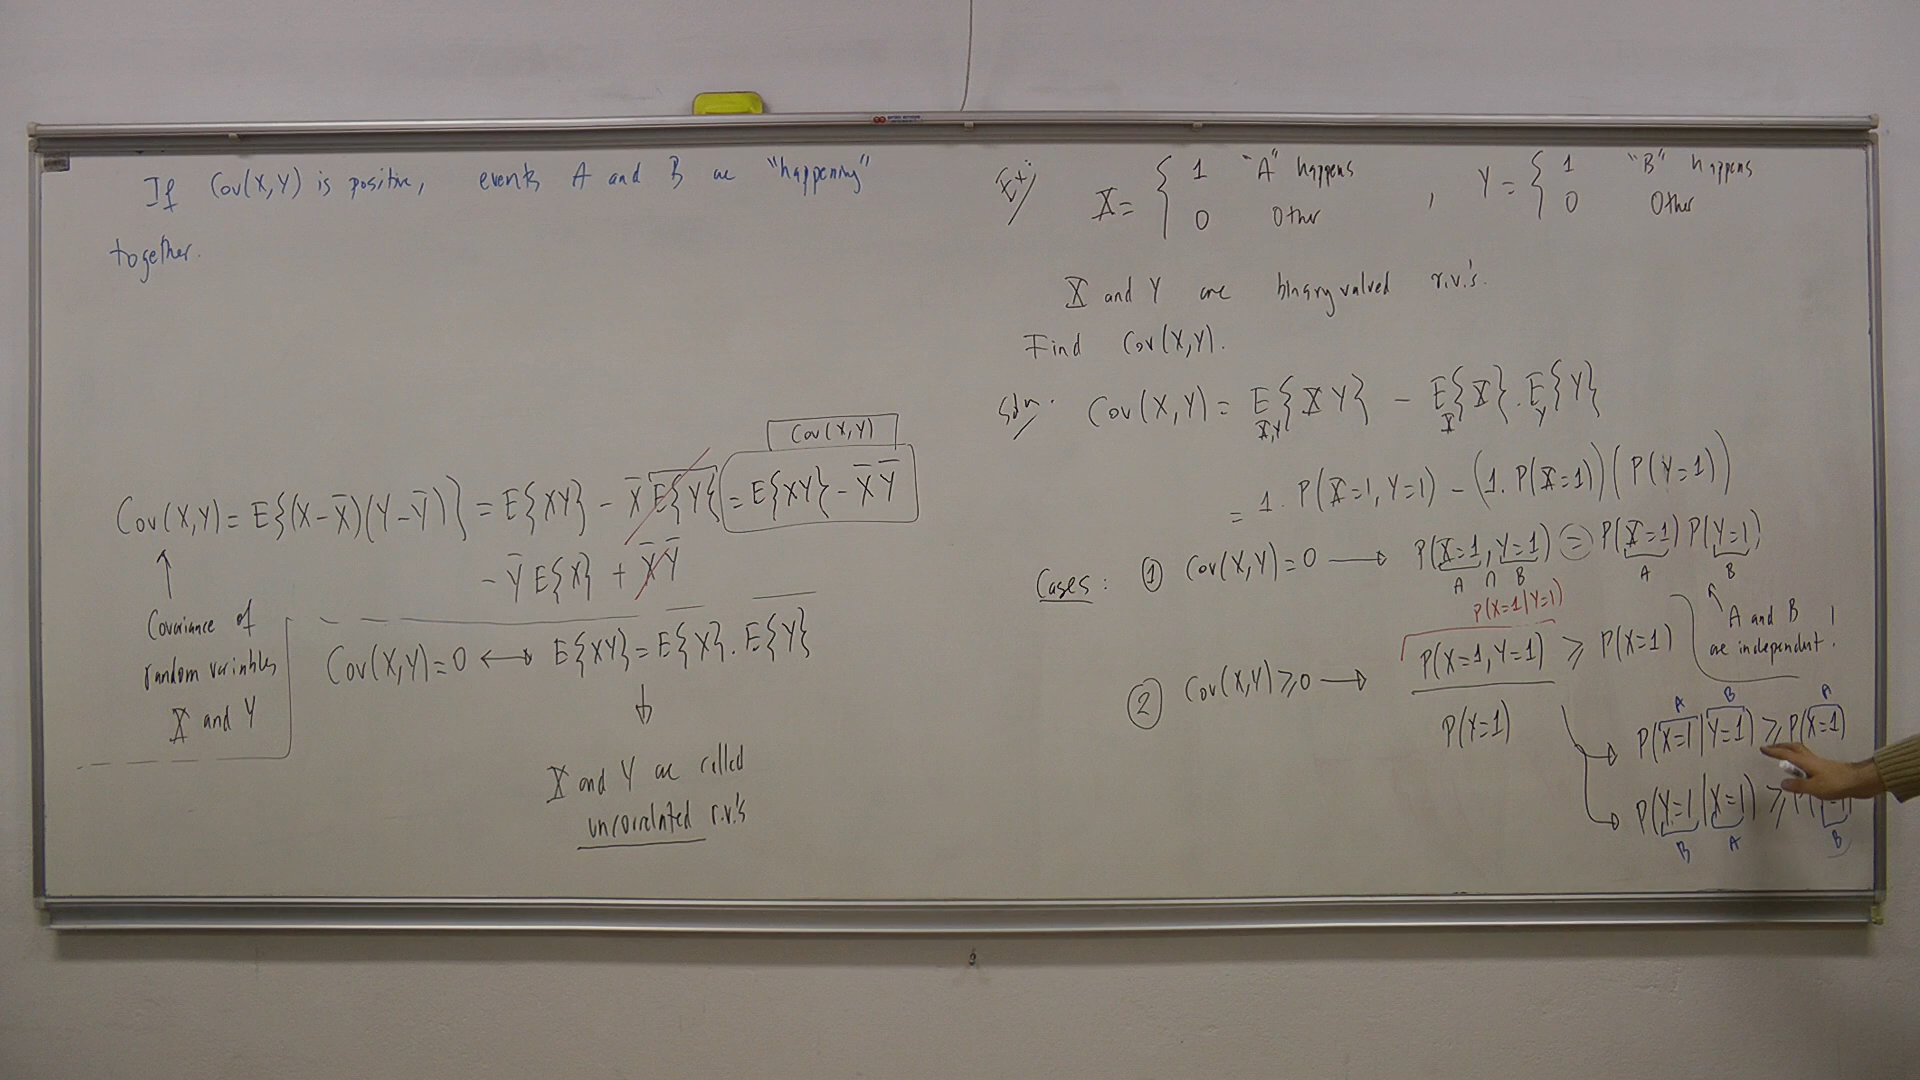 If Cov(X,Y) is positive, events A and B are "happening"
together.
Cov(X,Y)
Cov(X,Y) = E{(X-X̅)(Y-Y̅)} = E{XY} - X̅ E{Y} = E{XY} - X̅ Y̅
- Y̅ E{X} + X̅ Y̅
↑
Covariance of
random variables
X and Y
Cov(X,Y)=0 ⟷ E{XY} = E{X}. E{Y}
↓
X and Y are called
uncorrelated r.v.'s
Ex:
X = { 1 "A" happens , Y = { 1 "B" happens
0 Other 0 Other
X and Y are binary valued r.v.'s.
Find Cov(X,Y).
Soln. Cov(X,Y) = E{XY} - E{X}. E{Y}
X,Y X Y
= 1. P(X=1, Y=1) - (1. P(X=1)) (P(Y=1))
Cases: ① Cov(X,Y)=0 → P(X=1, Y=1) = P(X=1) P(Y=1)
A ∩ B A B
A and B
are independent!
P(X=1|Y=1)
② Cov(X,Y) ⩾ 0 → P(X=1, Y=1) ⩾ P(X=1)
P(Y=1)
A B A
→ P(X=1|Y=1) ⩾ P(X=1)
→ P(Y=1|X=1) ⩾
B A B